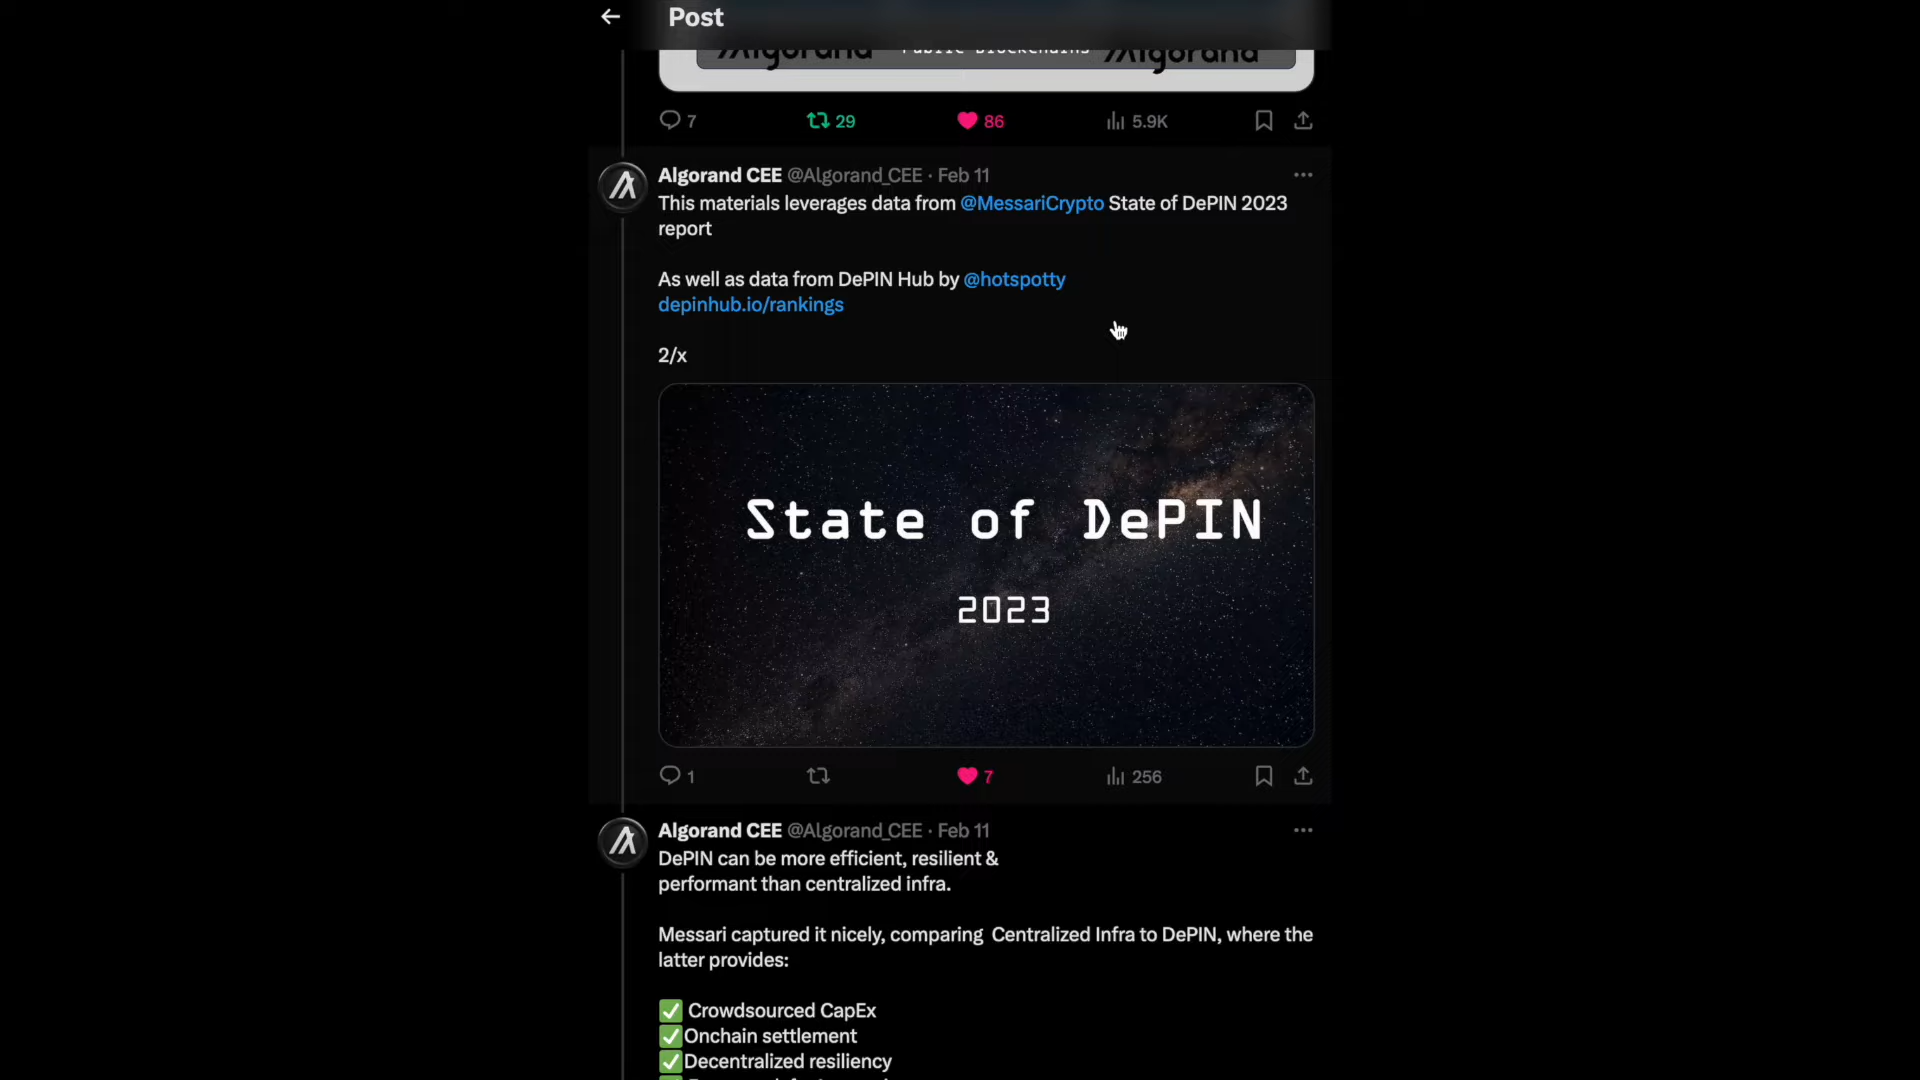 Post
Algorand Public Blockchains Algorand
7 29 86 5.9K
Algorand CEE @Algorand_CEE · Feb 11
This materials leverages data from @MessariCrypto State of DePIN 2023
report
As well as data from DePIN Hub by @hotspotty
depinhub.io/rankings
2/x
State of DePIN
2023
1 7 256
Algorand CEE @Algorand_CEE · Feb 11
DePIN can be more efficient, resilient &
performant than centralized infra.
Messari captured it nicely, comparing Centralized Infra to DePIN, where the
latter provides:
✅ Crowdsourced CapEx
✅Onchain settlement
✅Decentralized resiliency